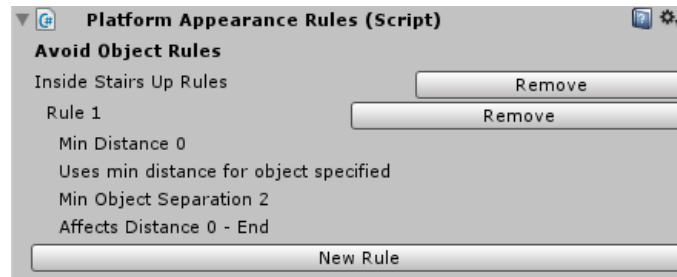 Platform Appearance Rules (Script)
Avoid Object Rules
Inside Stairs Up Rules Remove
Rule 1 Remove
Min Distance 0
Uses min distance for object specified
Min Object Separation 2
Affects Distance 0 - End
New Rule